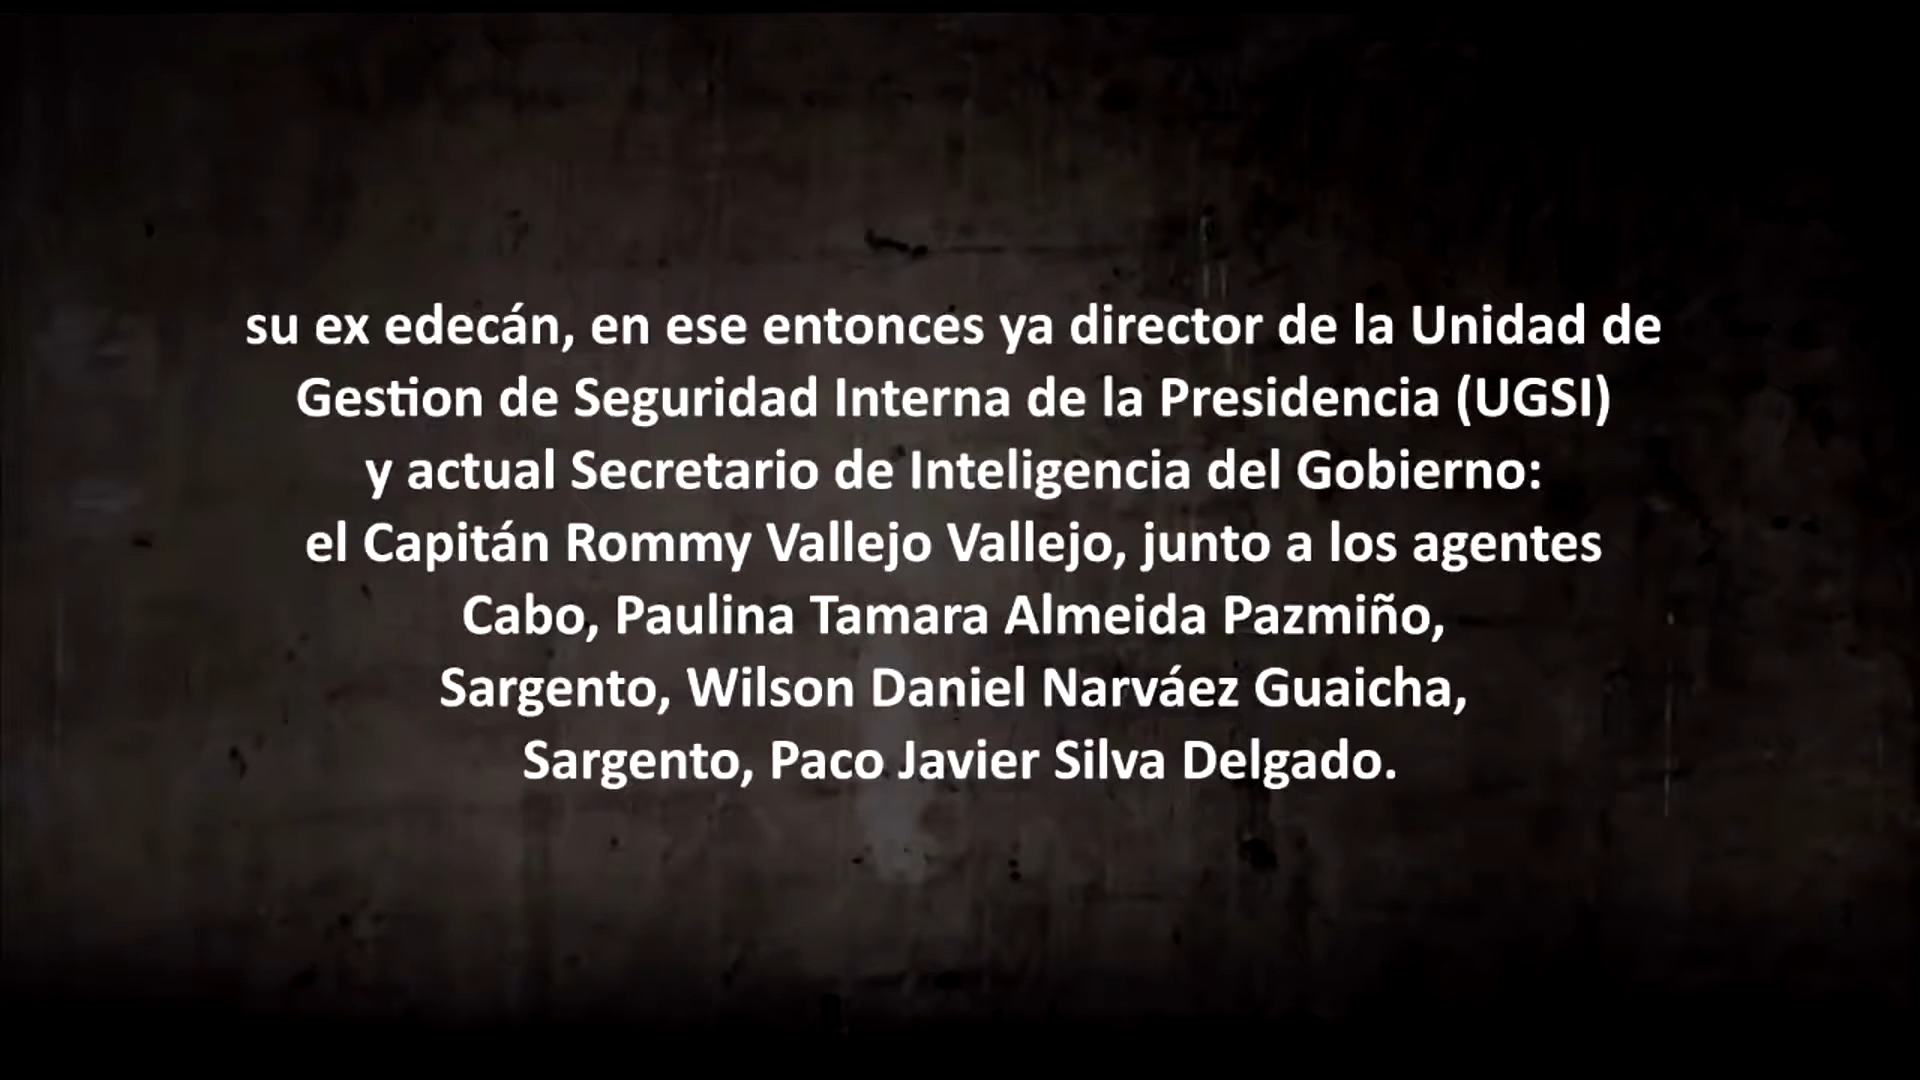 su ex edecán, en ese entonces ya director de la Unidad de
Gestion de Seguridad Interna de la Presidencia (UGSI)
y actual Secretario de Inteligencia del Gobierno:
el Capitán Rommy Vallejo Vallejo, junto a los agentes
Cabo, Paulina Tamara Almeida Pazmiño,
Sargento, Wilson Daniel Narváez Guaicha,
Sargento, Paco Javier Silva Delgado.